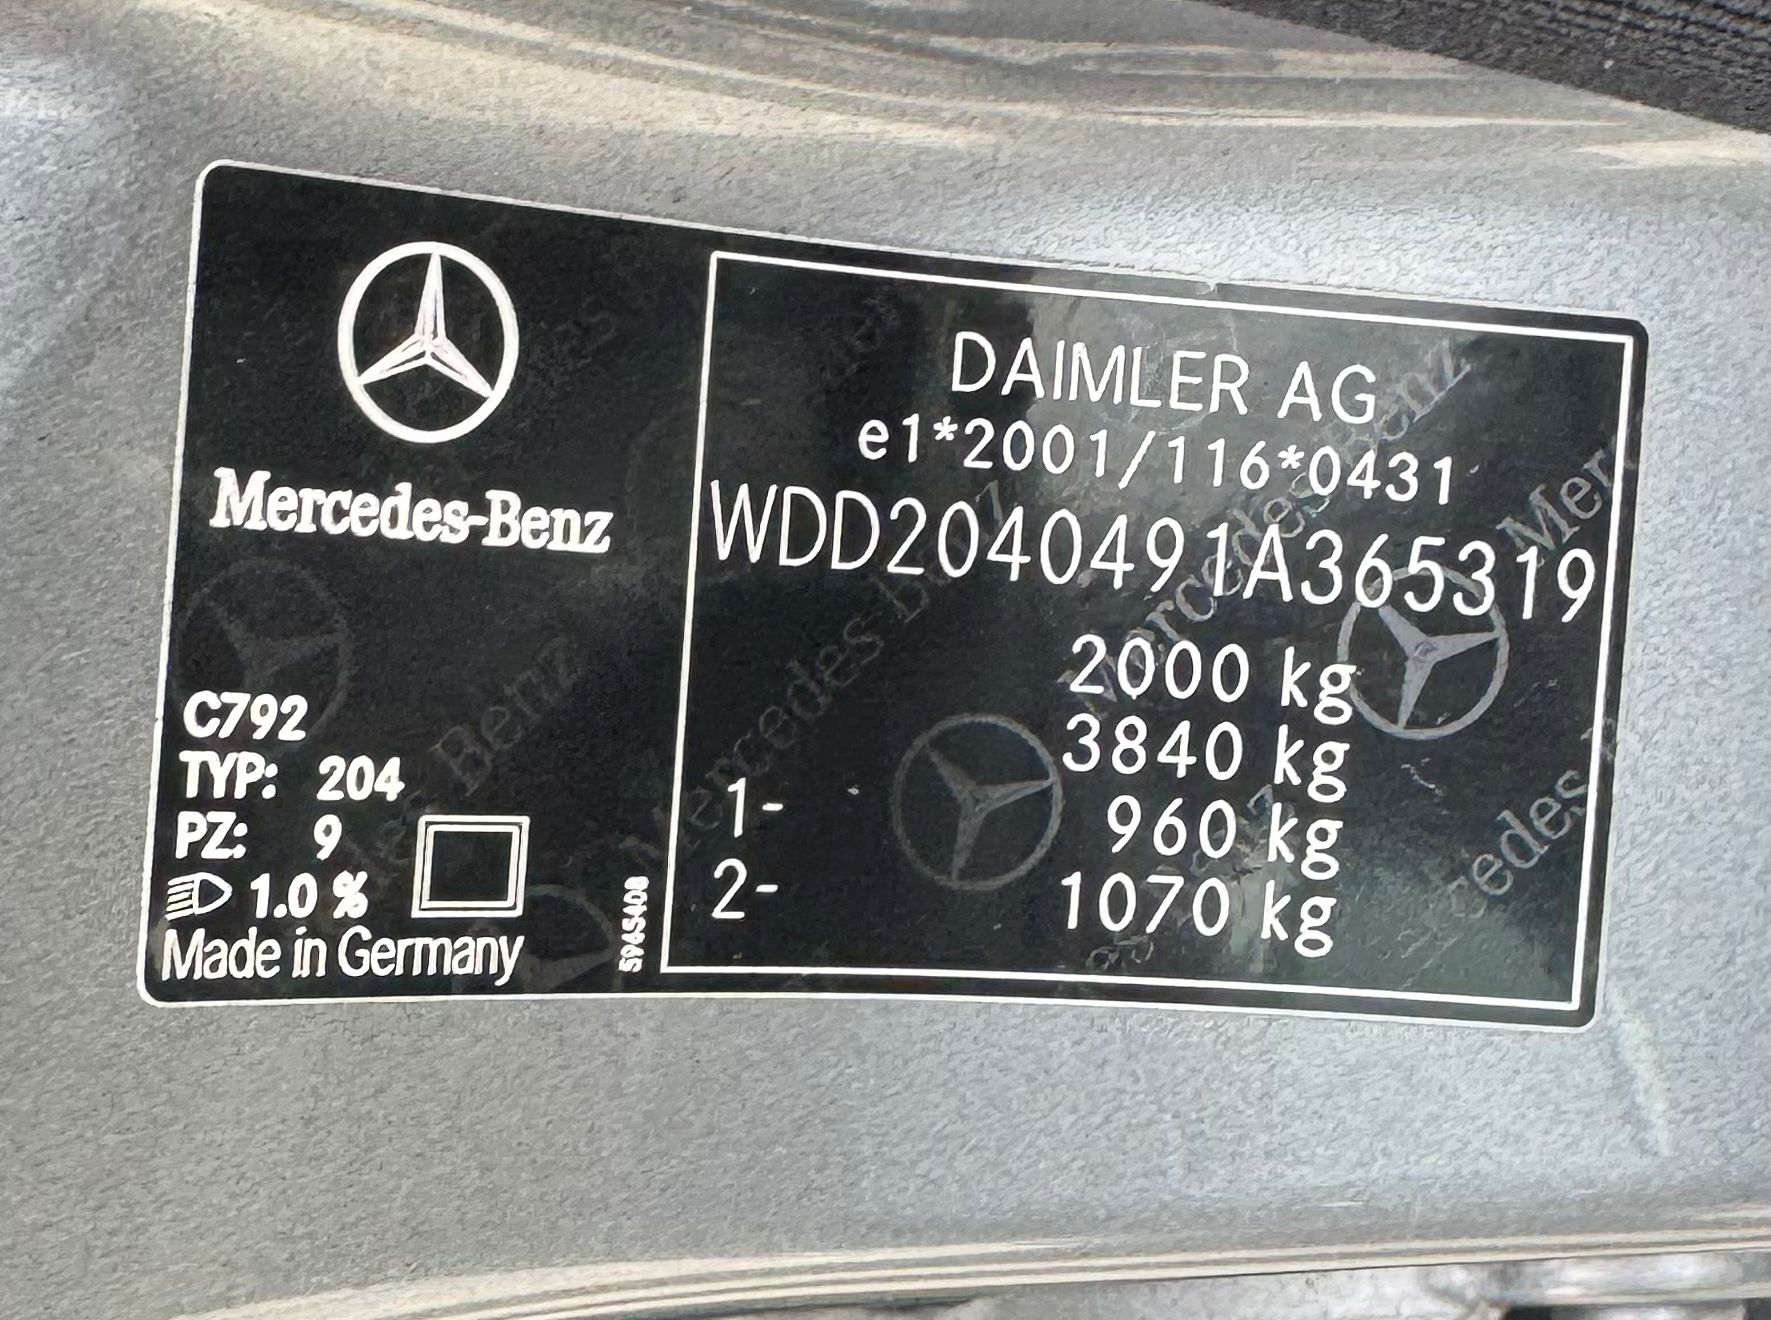 Mercedes-Benz
C792
TYP: 204
PZ: 9
1.0 %
Made in Germany
5965408
DAIMLER AG
e1*2001/116*0431
WDD2040491A365319
2000 kg
3840 kg
1- 960 kg
2- 1070 kg